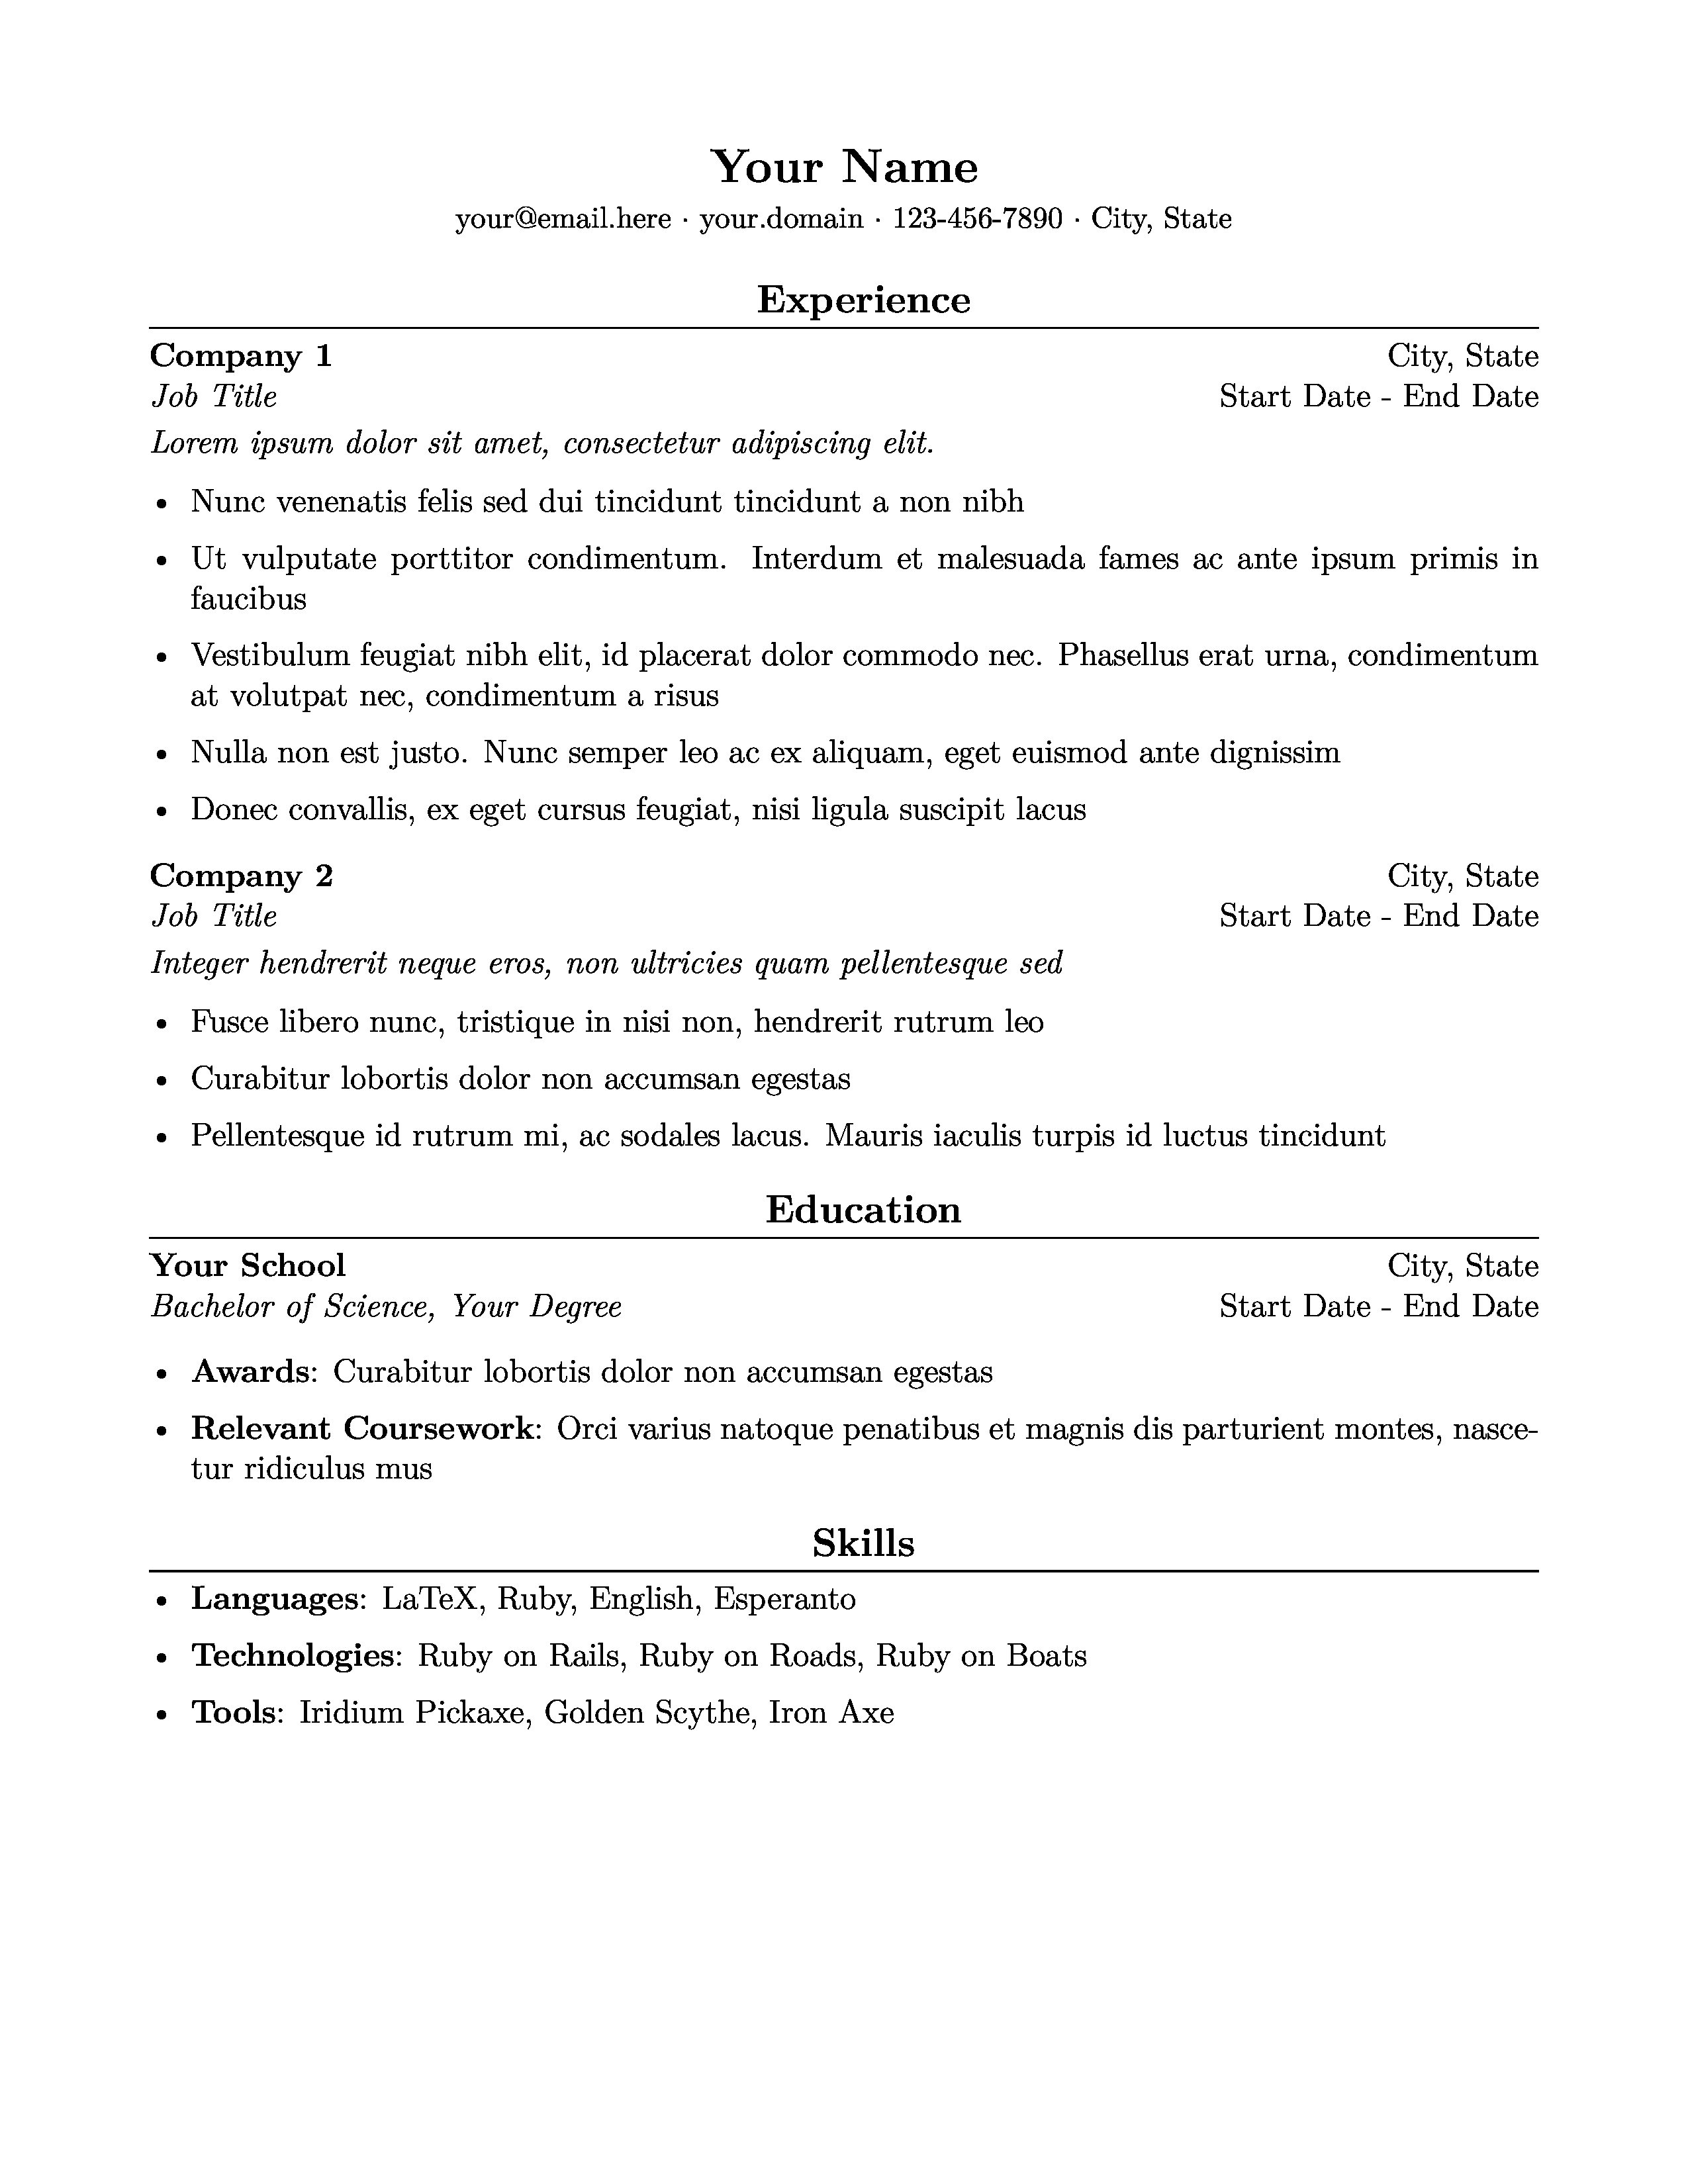 Your Name
your@email.here · your.domain · 123-456-7890 · City, State
Experience
Company 1 City, State
Job Title Start Date - End Date
Lorem ipsum dolor sit amet, consectetur adipiscing elit.
• Nunc venenatis felis sed dui tincidunt tincidunt a non nibh
• Ut vulputate porttitor condimentum. Interdum et malesuada fames ac ante ipsum primis in
faucibus
• Vestibulum feugiat nibh elit, id placerat dolor commodo nec. Phasellus erat urna, condimentum
at volutpat nec, condimentum a risus
• Nulla non est justo. Nunc semper leo ac ex aliquam, eget euismod ante dignissim
• Donec convallis, ex eget cursus feugiat, nisi ligula suscipit lacus
Company 2 City, State
Job Title Start Date - End Date
Integer hendrerit neque eros, non ultricies quam pellentesque sed
• Fusce libero nunc, tristique in nisi non, hendrerit rutrum leo
• Curabitur lobortis dolor non accumsan egestas
• Pellentesque id rutrum mi, ac sodales lacus. Mauris iaculis turpis id luctus tincidunt
Education
Your School City, State
Bachelor of Science, Your Degree Start Date - End Date
• Awards: Curabitur lobortis dolor non accumsan egestas
• Relevant Coursework: Orci varius natoque penatibus et magnis dis parturient montes, nasce-
tur ridiculus mus
Skills
• Languages: LaTeX, Ruby, English, Esperanto
• Technologies: Ruby on Rails, Ruby on Roads, Ruby on Boats
• Tools: Iridium Pickaxe, Golden Scythe, Iron Axe